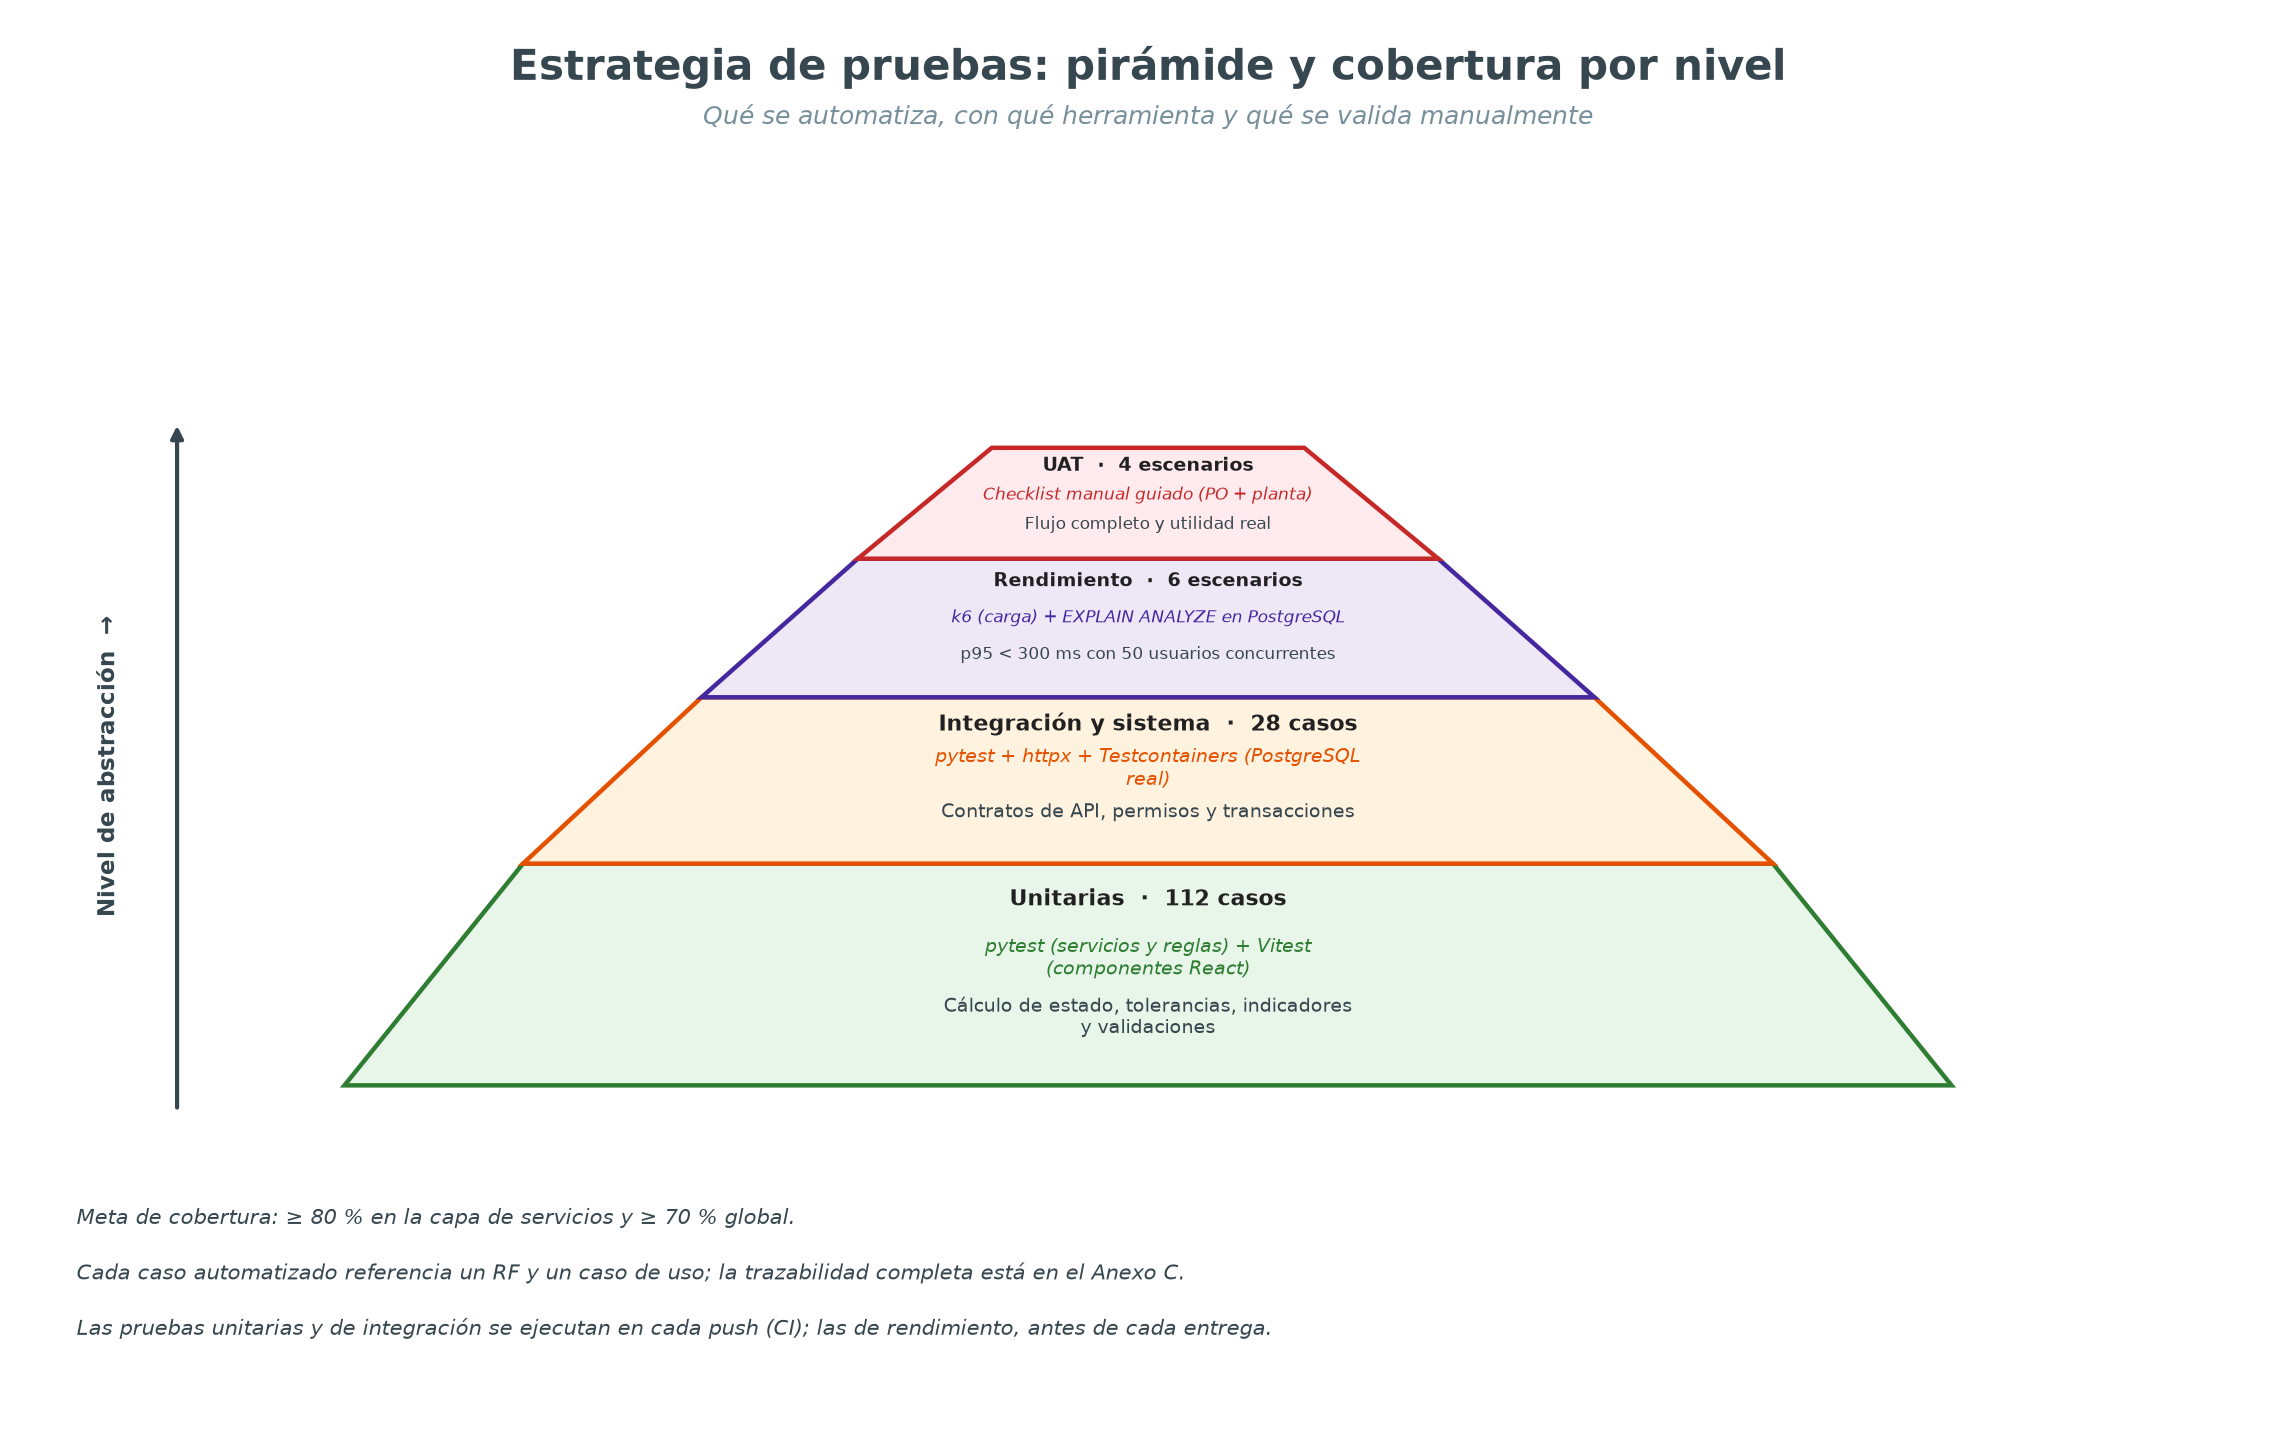 Estrategia de pruebas: pirámide y cobertura por nivel
Qué se automatiza, con qué herramienta y qué se valida manualmente
Nivel de abstracción →
UAT · 4 escenarios
Checklist manual guiado (PO + planta)
Flujo completo y utilidad real
Rendimiento · 6 escenarios
k6 (carga) + EXPLAIN ANALYZE en PostgreSQL
p95 < 300 ms con 50 usuarios concurrentes
Integración y sistema · 28 casos
pytest + httpx + Testcontainers (PostgreSQL
real)
Contratos de API, permisos y transacciones
Unitarias · 112 casos
pytest (servicios y reglas) + Vitest
(componentes React)
Cálculo de estado, tolerancias, indicadores
y validaciones
Meta de cobertura: ≥ 80 % en la capa de servicios y ≥ 70 % global.
Cada caso automatizado referencia un RF y un caso de uso; la trazabilidad completa está en el Anexo C.
Las pruebas unitarias y de integración se ejecutan en cada push (CI); las de rendimiento, antes de cada entrega.